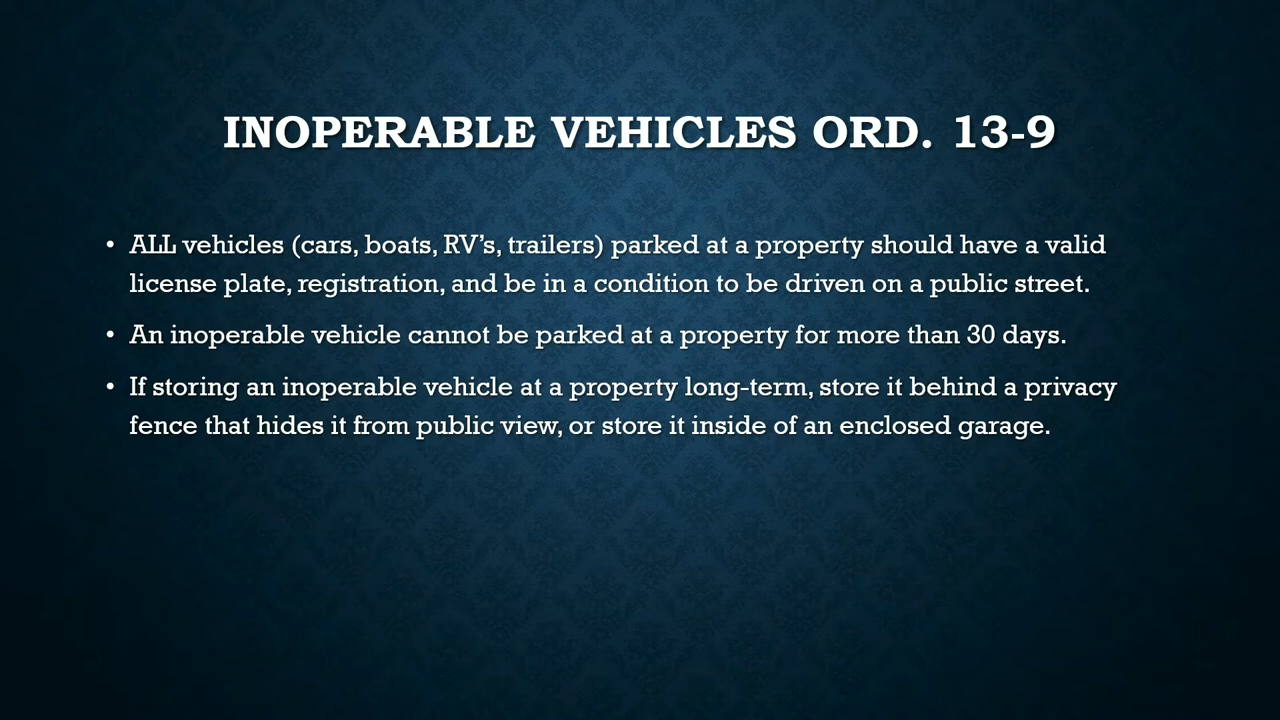 INOPERABLE VEHICLES ORD. 13-9
• ALL vehicles (cars, boats, RV’s, trailers) parked at a property should have a valid
license plate, registration, and be in a condition to be driven on a public street.
• An inoperable vehicle cannot be parked at a property for more than 30 days.
• If storing an inoperable vehicle at a property long-term, store it behind a privacy
fence that hides it from public view, or store it inside of an enclosed garage.